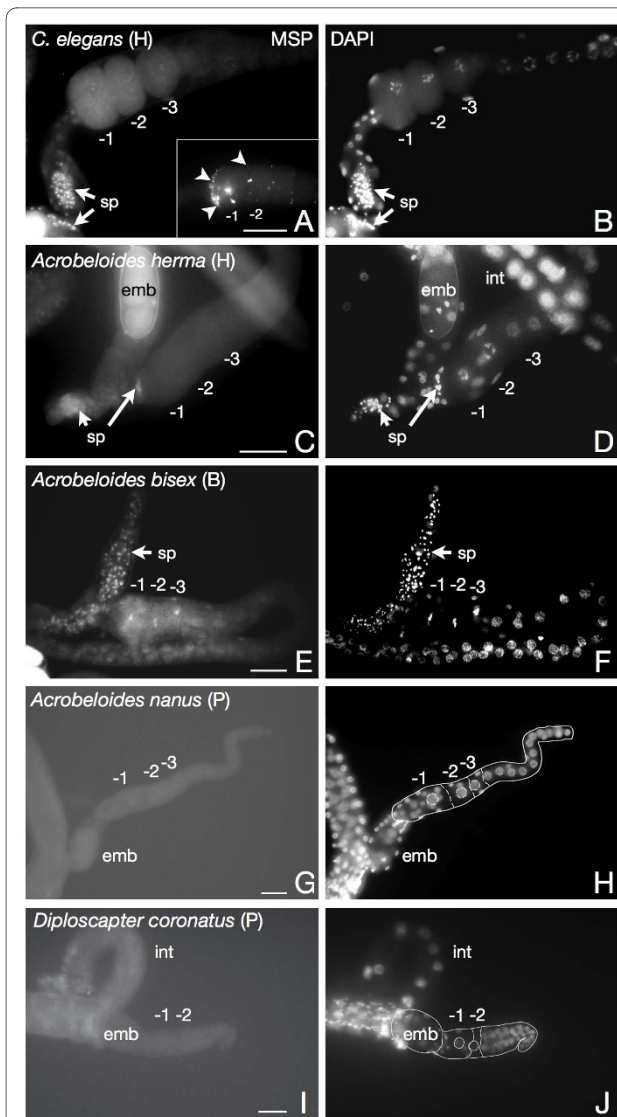 C. elegans (H) MSP DAPI
-1 -2 -3 -1 -2 -3
sp sp
-1 -2
A B
Acrobeloides herma (H)
emb emb int
-3 -3
-2 -2
-1 -1
sp sp
C D
Acrobeloides bisex (B)
sp sp
-1 -2 -3 -1 -2 -3
E F
Acrobeloides nanus (P)
-1 -2 -3 -1 -2 -3
emb emb
G H
Diploscapter coronatus (P)
int int
-1 -2 -1 -2
emb emb
I J